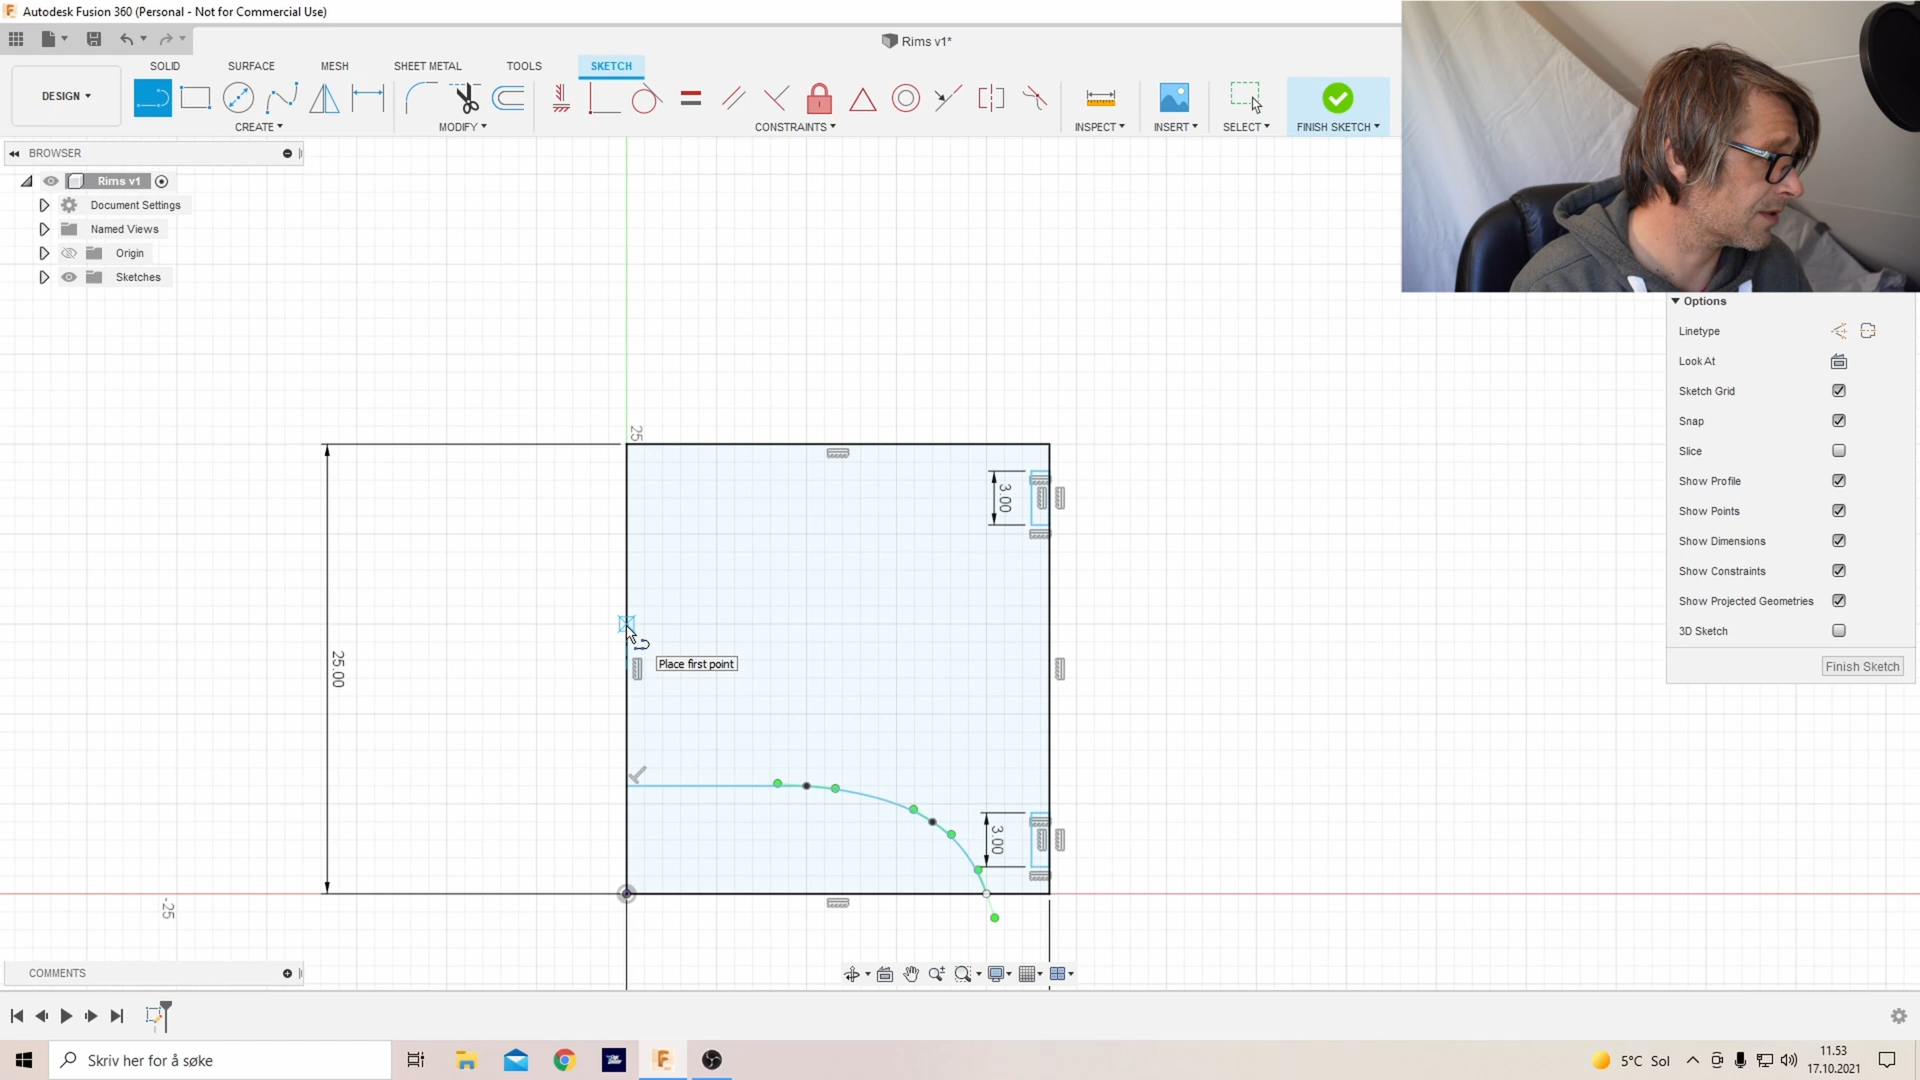 Autodesk Fusion 360 (Personal - Not for Commercial Use)
Rims v1*
SOLID SURFACE MESH SHEET METAL TOOLS SKETCH
DESIGN
CREATE MODIFY CONSTRAINTS INSPECT INSERT SELECT FINISH SKETCH
BROWSER
Rims v1
Document Settings
Named Views
Origin
Sketches
Options
Linetype
Look At
Sketch Grid
Snap
Slice
Show Profile
Show Points
Show Dimensions
Show Constraints
Show Projected Geometries
3D Sketch
Finish Sketch
25
3.00
25.00
Place first point
3.00
-25
COMMENTS
Skriv her for å søke
5°C Sol
11.53
17.10.2021